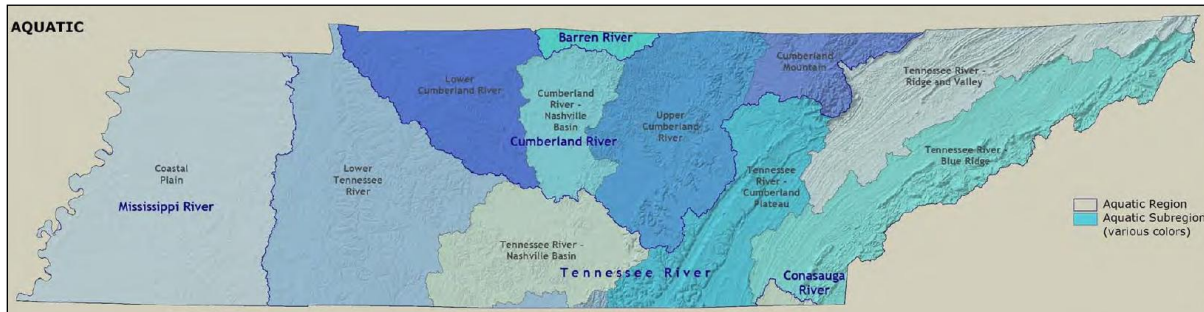 AQUATIC
Barren River
Cumberland
Mountain
Lower
Cumberland River
Tennessee River -
Ridge and Valley
Cumberland
River -
Nashville
Basin
Upper
Cumberland
River
Cumberland River
Tennessee River -
Blue Ridge
Coastal
Plain
Lower
Tennessee
River
Tennessee
River -
Cumberland
Plateau
Mississippi River
Aquatic Region
Aquatic Subregion
(various colors)
Tennessee River -
Nashville Basin
Tennessee River
Conasauga
River